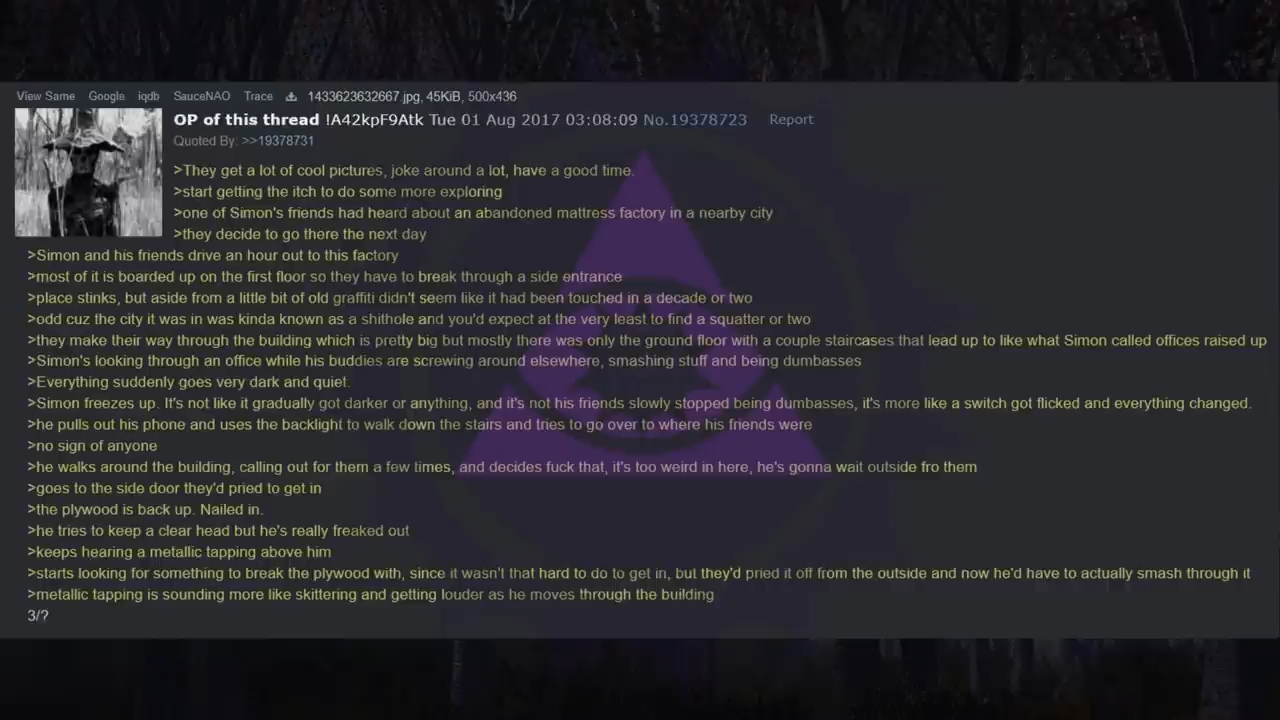 View Same Google iqdb SauceNAO Trace 1433623632667.jpg, 45KiB, 500x436
OP of this thread !A42kpF9Atk Tue 01 Aug 2017 03:08:09 No.19378723 Report
Quoted By: >>19378731
>They get a lot of cool pictures, joke around a lot, have a good time.
>start getting the itch to do some more exploring
>one of Simon's friends had heard about an abandoned mattress factory in a nearby city
>they decide to go there the next day
>Simon and his friends drive an hour out to this factory
>most of it is boarded up on the first floor so they have to break through a side entrance
>place stinks, but aside from a little bit of old graffiti didn't seem like it had been touched in a decade or two
>odd cuz the city it was in was kinda known as a shithole and you'd expect at the very least to find a squatter or two
>they make their way through the building which is pretty big but mostly there was only the ground floor with a couple staircases that lead up to like what Simon called offices raised up
>Simon's looking through an office while his buddies are screwing around elsewhere, smashing stuff and being dumbasses
>Everything suddenly goes very dark and quiet.
>Simon freezes up. It's not like it gradually got darker or anything, and it's not his friends slowly stopped being dumbasses, it's more like a switch got flicked and everything changed.
>he pulls out his phone and uses the backlight to walk down the stairs and tries to go over to where his friends were
>no sign of anyone
>he walks around the building, calling out for them a few times, and decides fuck that, it's too weird in here, he's gonna wait outside fro them
>goes to the side door they'd pried to get in
>the plywood is back up. Nailed in.
>he tries to keep a clear head but he's really freaked out
>keeps hearing a metallic tapping above him
>starts looking for something to break the plywood with, since it wasn't that hard to do to get in, but they'd pried it off from the outside and now he'd have to actually smash through it
>metallic tapping is sounding more like skittering and getting louder as he moves through the building
3/?